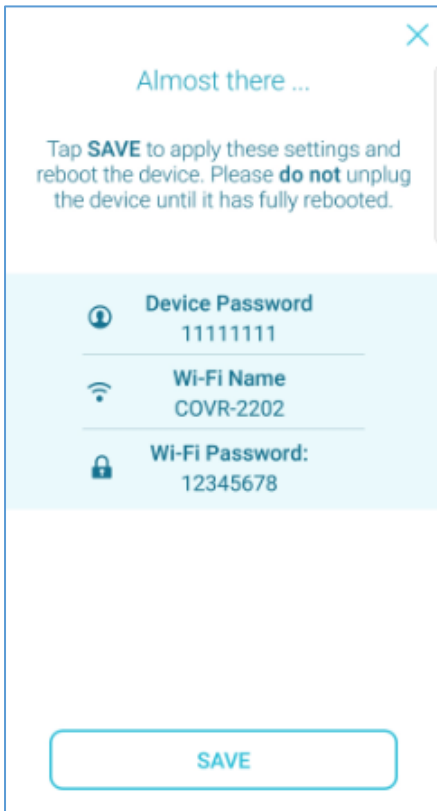 Almost there ...
Tap SAVE to apply these settings and
reboot the device. Please do not unplug
the device until it has fully rebooted.
Device Password
11111111
Wi-Fi Name
COVR-2202
Wi-Fi Password:
12345678
SAVE